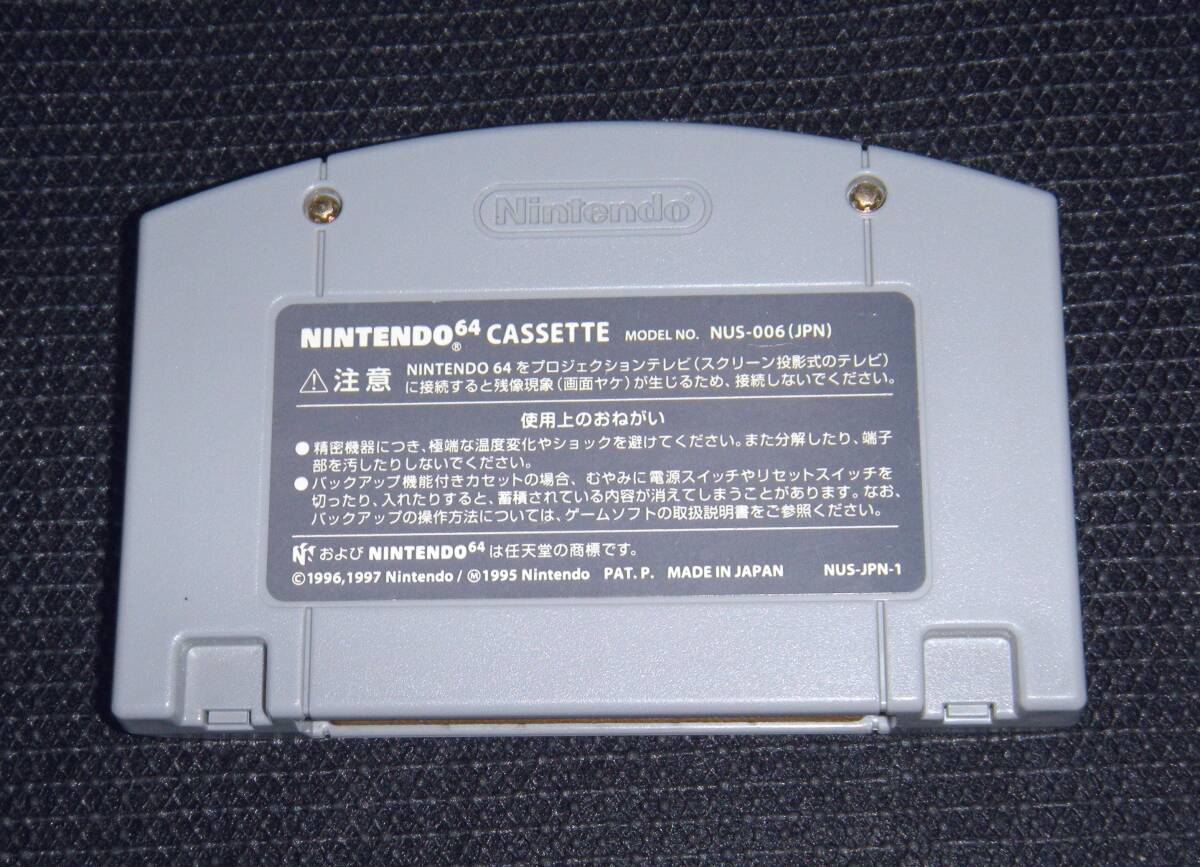 Nintendo®
NINTENDO64® CASSETTE MODEL NO. NUS-006(JPN)
⚠注意 NINTENDO 64 をプロジェクションテレビ(スクリーン投影式のテレビ)
に接続すると残像現象(画面ヤケ)が生じるため、接続しないでください。
使用上のおねがい
●精密機器につき、極端な温度変化やショックを避けてください。また分解したり、端子
部を汚したりしないでください。
●バックアップ機能付きカセットの場合、むやみに電源スイッチやリセットスイッチを
切ったり、入れたりすると、蓄積されている内容が消えてしまうことがあります。なお、
バックアップの操作方法については、ゲームソフトの取扱説明書をご参照ください。
および NINTENDO64 は任天堂の商標です。
©1996,1997 Nintendo/Ⓜ1995 Nintendo PAT. P. MADE IN JAPAN NUS-JPN-1